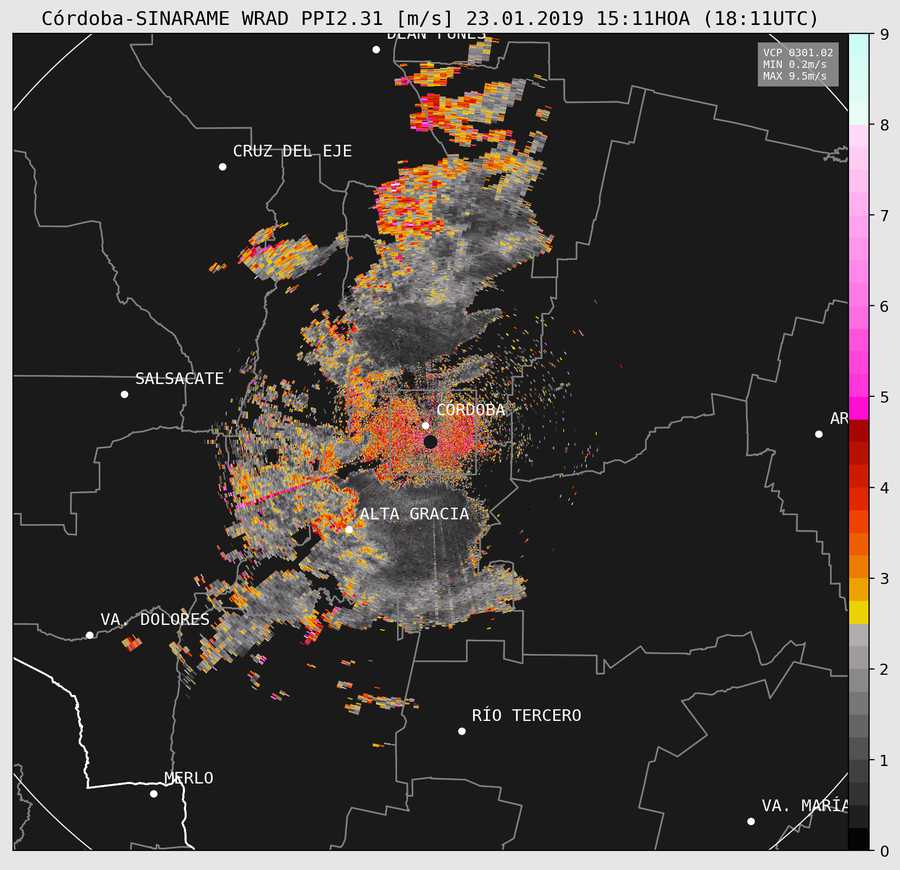 Córdoba-SINARAME WRAD PPI2.31 [m/s] 23.01.2019 15:11HOA (18:11UTC)
DEAN FUNES
VCP 0301.02
MIN 0.2m/s
MAX 9.5m/s
CRUZ DEL EJE
SALSACATE
CÓRDOBA
AR
ALTA GRACIA
VA. DOLORES
RÍO TERCERO
MERLO
VA. MARÍA
9
8
7
6
5
4
3
2
1
0